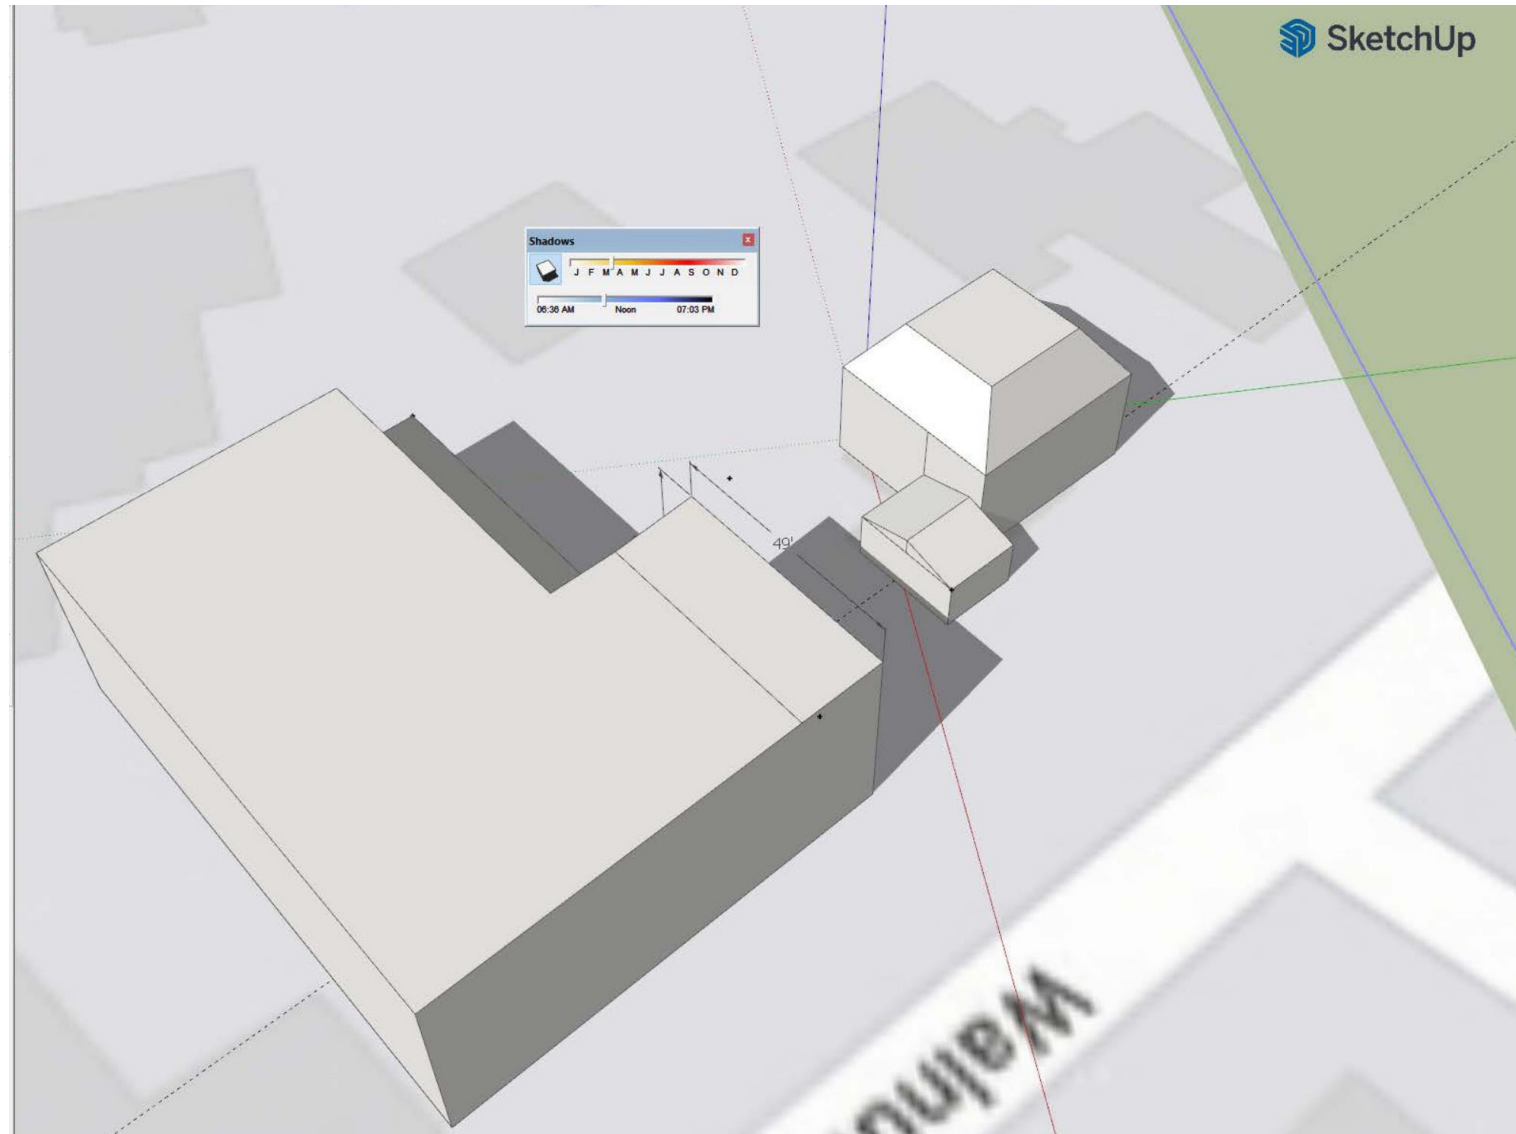 SketchUp
Shadows
J F M A M J J A S O N D
06:36 AM Noon 07:03 PM
49'
Walnu